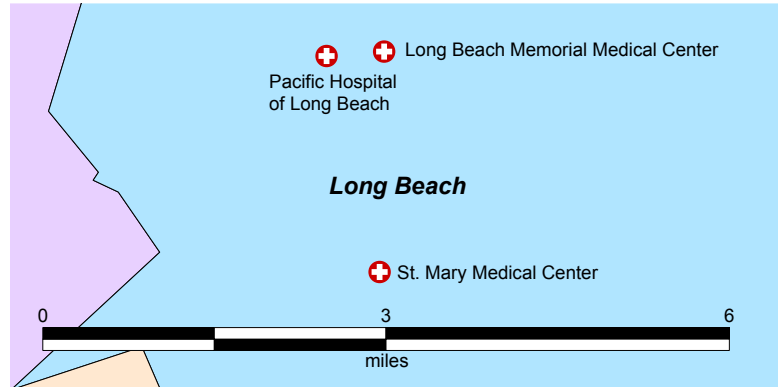 Long Beach Memorial Medical Center
Pacific Hospital
of Long Beach
Long Beach
St. Mary Medical Center
0 3 6
miles